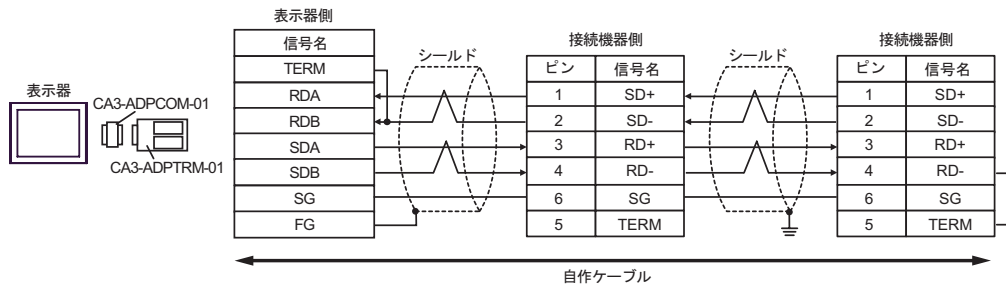 表示器
CA3-ADPCOM-01
CA3-ADPTRM-01
表示器側
信号名
TERM
RDA
RDB
SDA
SDB
SG
FG
シールド
接続機器側
ピン 信号名
1 SD+
2 SD-
3 RD+
4 RD-
6 SG
5 TERM
シールド
接続機器側
ピン 信号名
1 SD+
2 SD-
3 RD+
4 RD-
6 SG
5 TERM
自作ケーブル